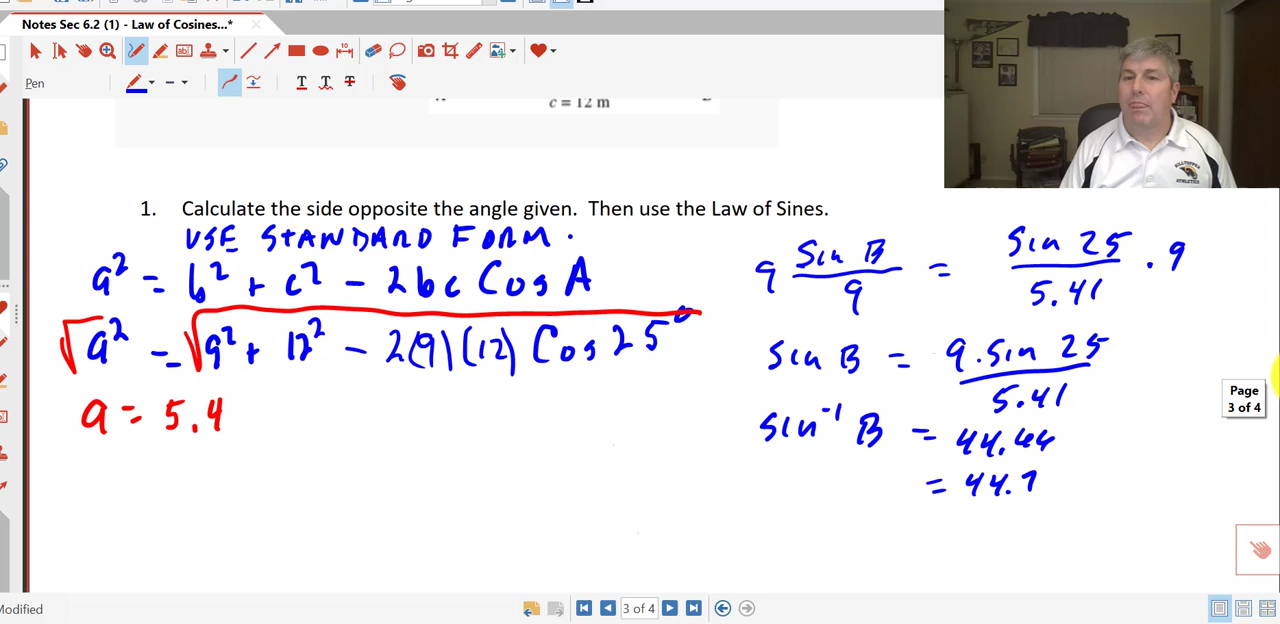 Notes Sec 6.2 (1) - Law of Cosines...*
Pen
c = 12 m
1. Calculate the side opposite the angle given. Then use the Law of Sines.
USE STANDARD FORM.
a² = b² + c² - 2bc Cos A
√a² = √9² + 12² - 2(9)(12) Cos 25°
a = 5.4
9 Sin B / 9 = Sin 25 / 5.41 · 9
Sin B = 9 · Sin 25 / 5.41
Sin⁻¹ B = 44.66
= 44.7
HILLTOPPER
ATHLETICS
Page
3 of 4
Modified
3 of 4